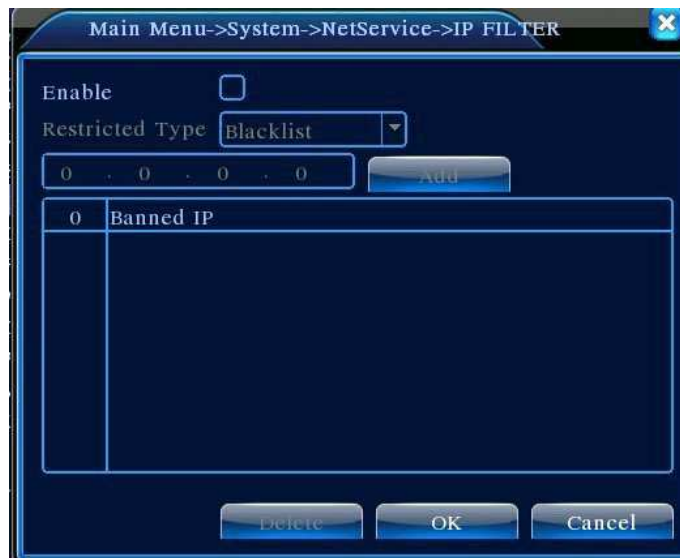 Main Menu->System->NetService->IP FILTER
Enable
Restricted Type Blacklist
0 . 0 . 0 . 0 Add
0 Banned IP
Delete OK Cancel